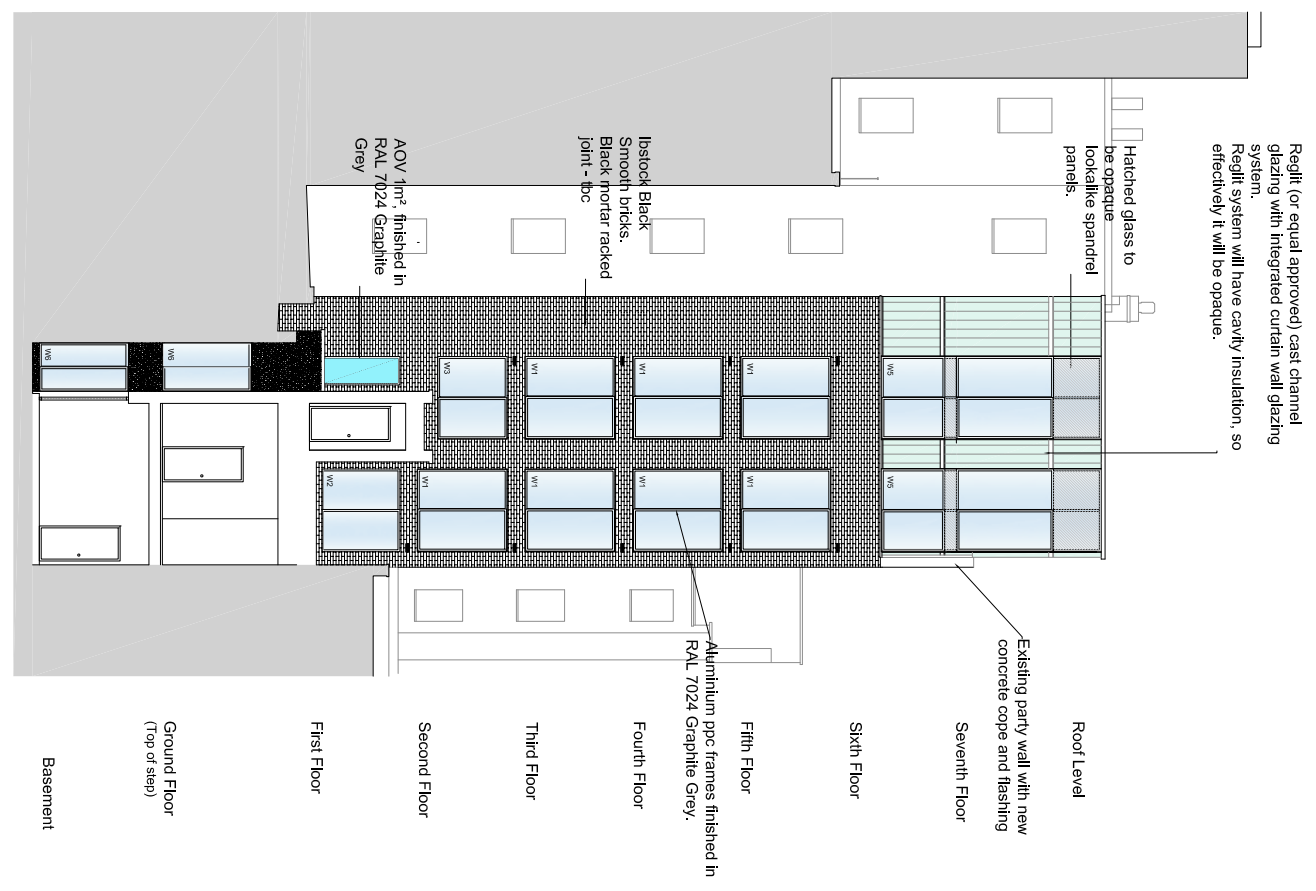 Reglit (or equal approved) cast channel
glazing with integrated curtain wall glazing
system.
Reglit system will have cavity insulation, so
effectively it will be opaque.
Hatched glass to
be opaque
lookalike spandrel
panels.
Ibstock Black
Smooth bricks.
Black mortar racked
joint - tbc
AOV 1m², finished in
RAL 7024 Graphite
Grey
W5
W5
W1
W1
W1
W3
W1
W1
W1
W1
W2
W6
W6
Existing party wall with new
concrete cope and flashing
Aluminium ppc frames finished in
RAL 7024 Graphite Grey.
Roof Level
Seventh Floor
Sixth Floor
Fifth Floor
Fourth Floor
Third Floor
Second Floor
First Floor
Ground Floor
(Top of step)
Basement